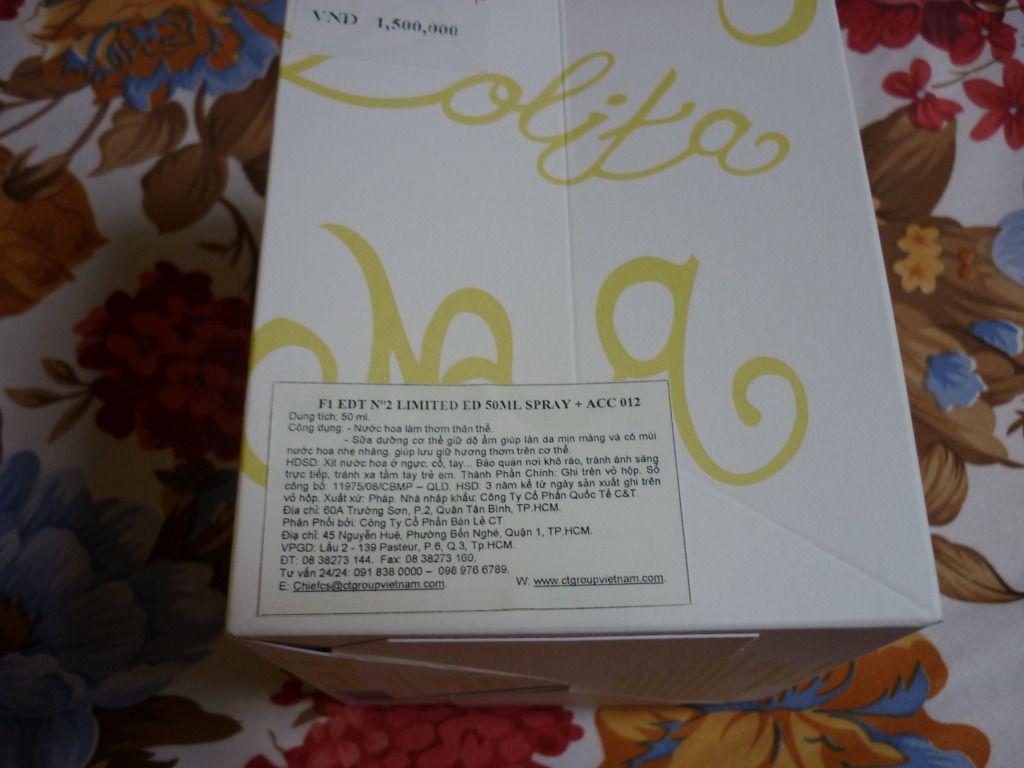 VND 1,500,000
Lolita
F1 EDT Nº2 LIMITED ED 50ML SPRAY + ACC 012
Dung tích: 50 ml.
Công dụng: - Nước hoa làm thơm thân thể.
- Sữa dưỡng cơ thể giữ độ ẩm giúp làn da mịn màng và có mùi
nước hoa nhẹ nhàng, giúp lưu giữ hương thơm trên cơ thể.
HDSD: Xịt nước hoa ở ngực, cổ, tay... Bảo quản nơi khô ráo, tránh ánh sáng
trực tiếp, tránh xa tầm tay trẻ em. Thành Phần Chính: Ghi trên vỏ hộp. Số
công bố: 11975/08/CBMP – QLD. HSD: 3 năm kể từ ngày sản xuất ghi trên
vỏ hộp. Xuất xứ: Pháp. Nhà nhập khẩu: Công Ty Cổ Phần Quốc Tế C&T.
Địa chỉ: 60A Trường Sơn, P.2, Quân Tân Bình, TP.HCM.
Phân Phối bởi: Công Ty Cổ Phần Bán Lẻ CT.
Địa chỉ: 45 Nguyễn Huệ, Phường Bến Nghé, Quận 1, TP.HCM.
VPGD: Lầu 2 - 139 Pasteur, P.6, Q.3, Tp.HCM.
ĐT: 08 38273 144. Fax: 08 38273 160.
Tư vấn 24/24: 091 838 0000 – 098 976 6789.
E: Chiefcs@ctgroupvietnam.com. W: www.ctgroupvietnam.com.